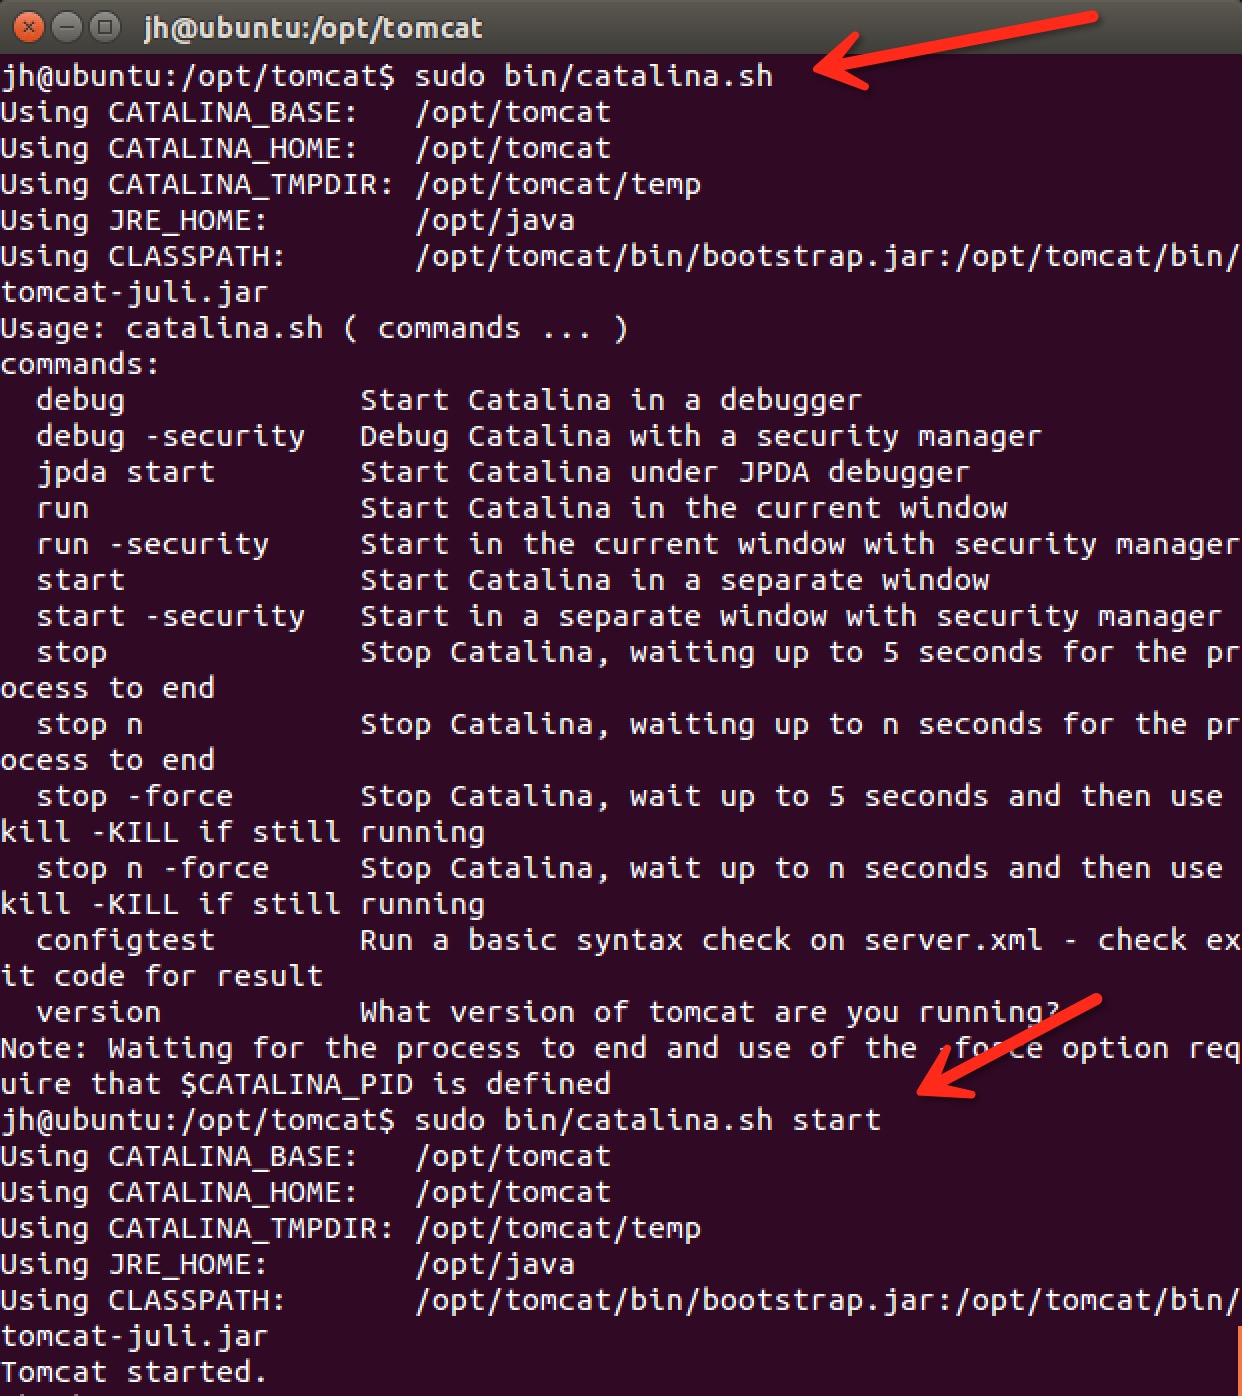 jh@ubuntu:/opt/tomcat
jh@ubuntu:/opt/tomcat$ sudo bin/catalina.sh
Using CATALINA_BASE:   /opt/tomcat
Using CATALINA_HOME:   /opt/tomcat
Using CATALINA_TMPDIR: /opt/tomcat/temp
Using JRE_HOME:        /opt/java
Using CLASSPATH:       /opt/tomcat/bin/bootstrap.jar:/opt/tomcat/bin/
tomcat-juli.jar
Usage: catalina.sh ( commands ... )
commands:
  debug             Start Catalina in a debugger
  debug -security   Debug Catalina with a security manager
  jpda start        Start Catalina under JPDA debugger
  run               Start Catalina in the current window
  run -security     Start in the current window with security manager
  start             Start Catalina in a separate window
  start -security   Start in a separate window with security manager
  stop              Stop Catalina, waiting up to 5 seconds for the pr
ocess to end
  stop n            Stop Catalina, waiting up to n seconds for the pr
ocess to end
  stop -force       Stop Catalina, wait up to 5 seconds and then use
kill -KILL if still running
  stop n -force     Stop Catalina, wait up to n seconds and then use
kill -KILL if still running
  configtest        Run a basic syntax check on server.xml - check ex
it code for result
  version           What version of tomcat are you running?
Note: Waiting for the process to end and use of the -force option req
uire that $CATALINA_PID is defined
jh@ubuntu:/opt/tomcat$ sudo bin/catalina.sh start
Using CATALINA_BASE:   /opt/tomcat
Using CATALINA_HOME:   /opt/tomcat
Using CATALINA_TMPDIR: /opt/tomcat/temp
Using JRE_HOME:        /opt/java
Using CLASSPATH:       /opt/tomcat/bin/bootstrap.jar:/opt/tomcat/bin/
tomcat-juli.jar
Tomcat started.